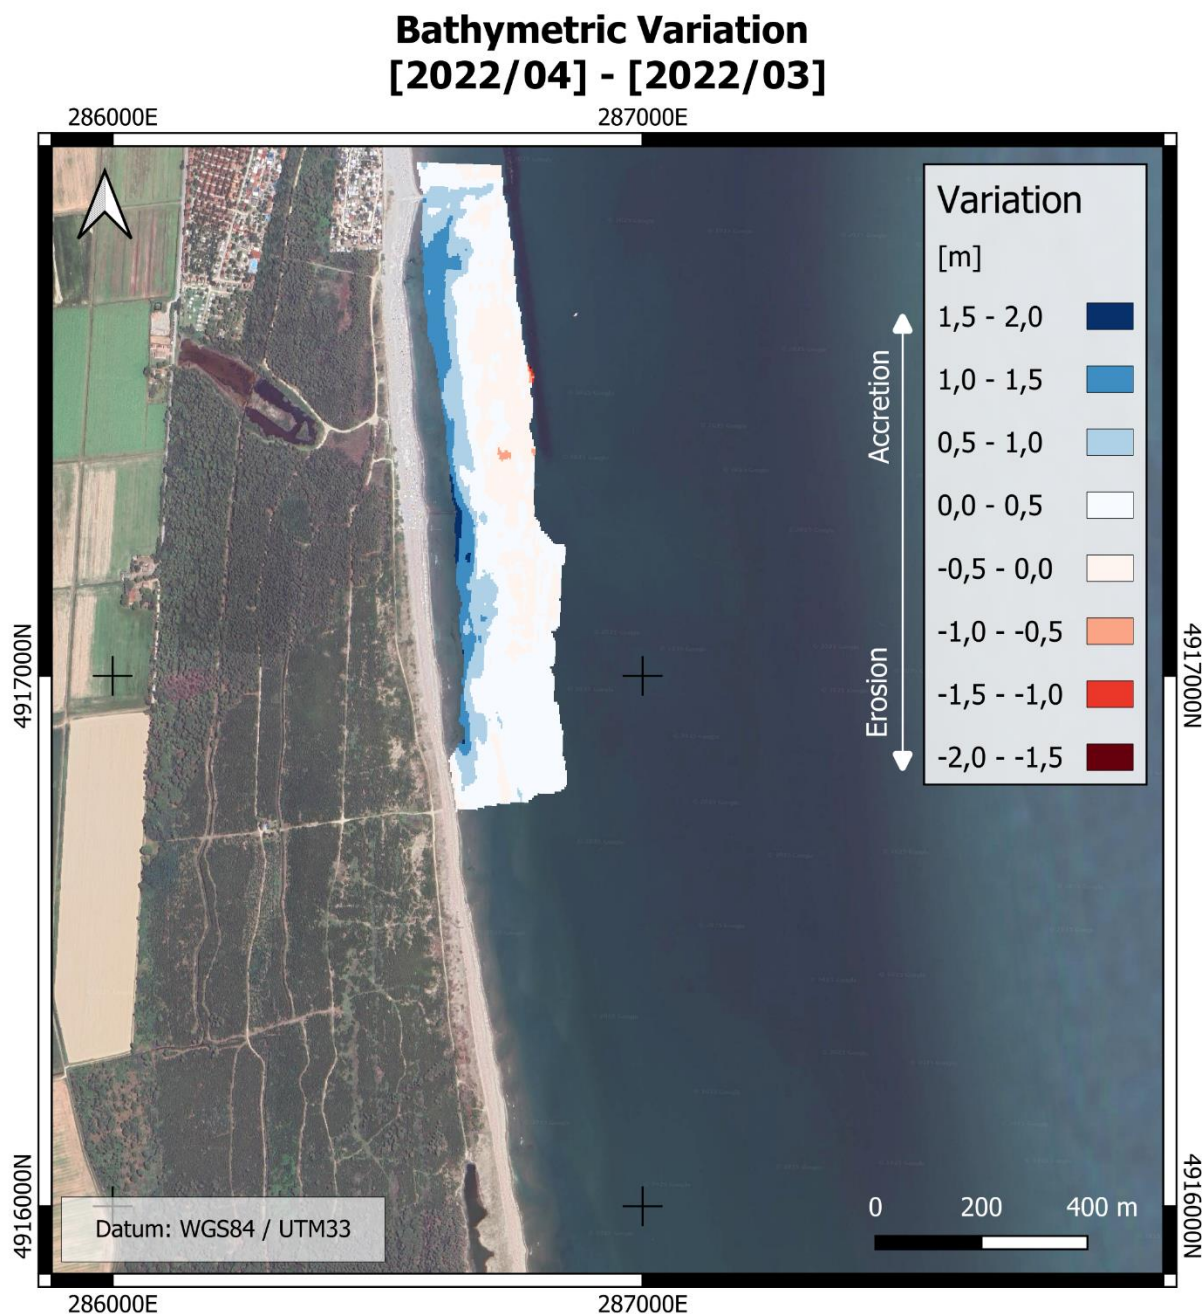 Bathymetric Variation
[2022/04] - [2022/03]
286000E
287000E
Variation
[m]
1,5 - 2,0
1,0 - 1,5
0,5 - 1,0
0,0 - 0,5
-0,5 - 0,0
-1,0 - -0,5
-1,5 - -1,0
-2,0 - -1,5
Accretion
Erosion
4917000N
4917000N
4916000N
4916000N
Datum: WGS84 / UTM33
0 200 400 m
286000E
287000E